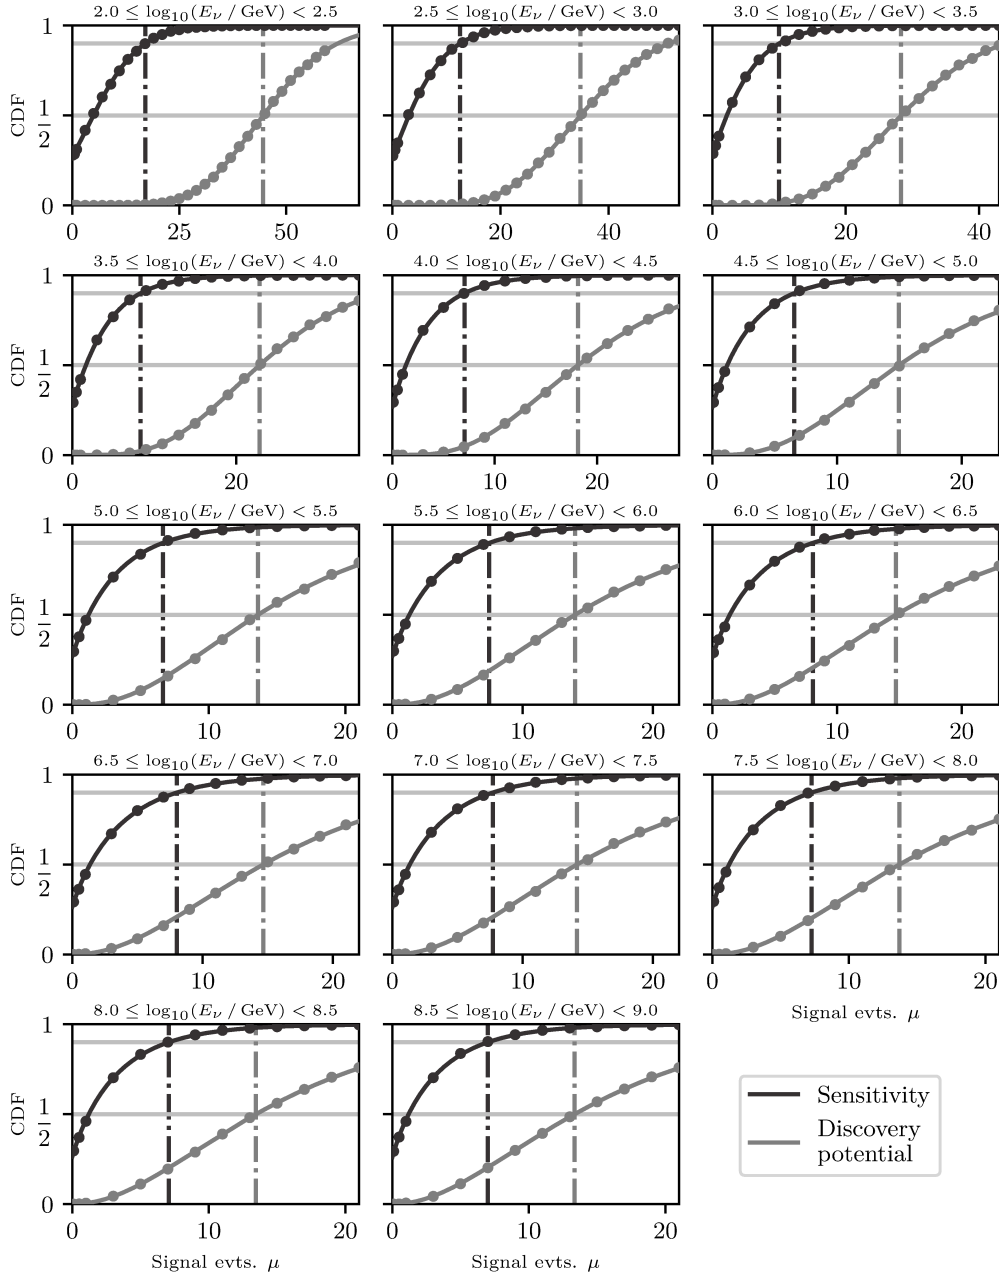 2.0 ≤ log₁₀(Eν / GeV) < 2.5
2.5 ≤ log₁₀(Eν / GeV) < 3.0
3.0 ≤ log₁₀(Eν / GeV) < 3.5
CDF
1
1/2
0
0 25 50
0 20 40
0 20 40
3.5 ≤ log₁₀(Eν / GeV) < 4.0
4.0 ≤ log₁₀(Eν / GeV) < 4.5
4.5 ≤ log₁₀(Eν / GeV) < 5.0
CDF
1
1/2
0
0 20
0 10 20
0 10 20
5.0 ≤ log₁₀(Eν / GeV) < 5.5
5.5 ≤ log₁₀(Eν / GeV) < 6.0
6.0 ≤ log₁₀(Eν / GeV) < 6.5
CDF
1
1/2
0
0 10 20
0 10 20
0 10 20
6.5 ≤ log₁₀(Eν / GeV) < 7.0
7.0 ≤ log₁₀(Eν / GeV) < 7.5
7.5 ≤ log₁₀(Eν / GeV) < 8.0
CDF
1
1/2
0
0 10 20
0 10 20
0 10 20
Signal evts. μ
8.0 ≤ log₁₀(Eν / GeV) < 8.5
8.5 ≤ log₁₀(Eν / GeV) < 9.0
CDF
1
1/2
0
0 10 20
0 10 20
Signal evts. μ
Signal evts. μ
Sensitivity
Discovery
potential